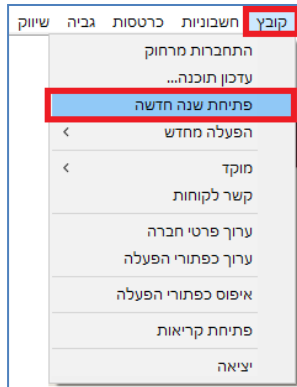 קובץ חשבוניות כרטסות גביה שיווק
התחברות מרחוק
עדכון תוכנה...
פתיחת שנה חדשה
הפעלה מחדש
מוקד
קשר לקוחות
ערוך פרטי חברה
ערוך כפתורי הפעלה
איפוס כפתורי הפעלה
פתיחת קריאות
יציאה